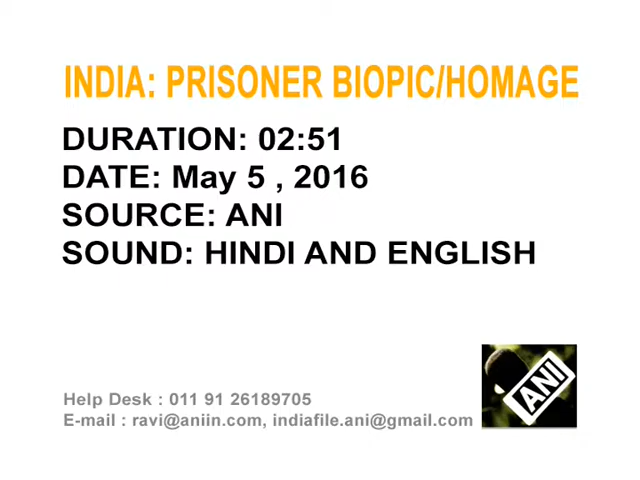 INDIA: PRISONER BIOPIC/HOMAGE
DURATION: 02:51
DATE: May 5 , 2016
SOURCE: ANI
SOUND: HINDI AND ENGLISH
Help Desk : 011 91 26189705
E-mail : ravi@aniin.com, indiafile.ani@gmail.com
ANI